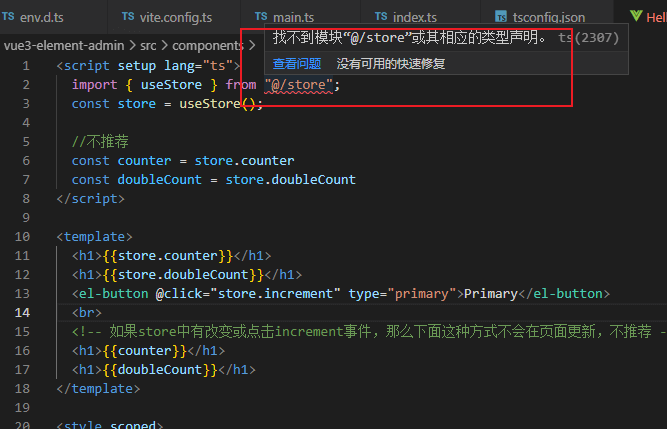 env.d.ts vite.config.ts main.ts index.ts tsconfig.json Hell
vue3-element-admin > src > components >
找不到模块“@/store”或其相应的类型声明。 ts(2307)
查看问题 没有可用的快速修复
1 <script setup lang="ts">
2 import { useStore } from "@/store";
3 const store = useStore();
4
5 //不推荐
6 const counter = store.counter
7 const doubleCount = store.doubleCount
8 </script>
9
10 <template>
11 <h1>{{store.counter}}</h1>
12 <h1>{{store.doubleCount}}</h1>
13 <el-button @click="store.increment" type="primary">Primary</el-button>
14 <br>
15 <!-- 如果store中有改变或点击increment事件，那么下面这种方式不会在页面更新，不推荐 -
16 <h1>{{counter}}</h1>
17 <h1>{{doubleCount}}</h1>
18 </template>
19
20 <style scoped>